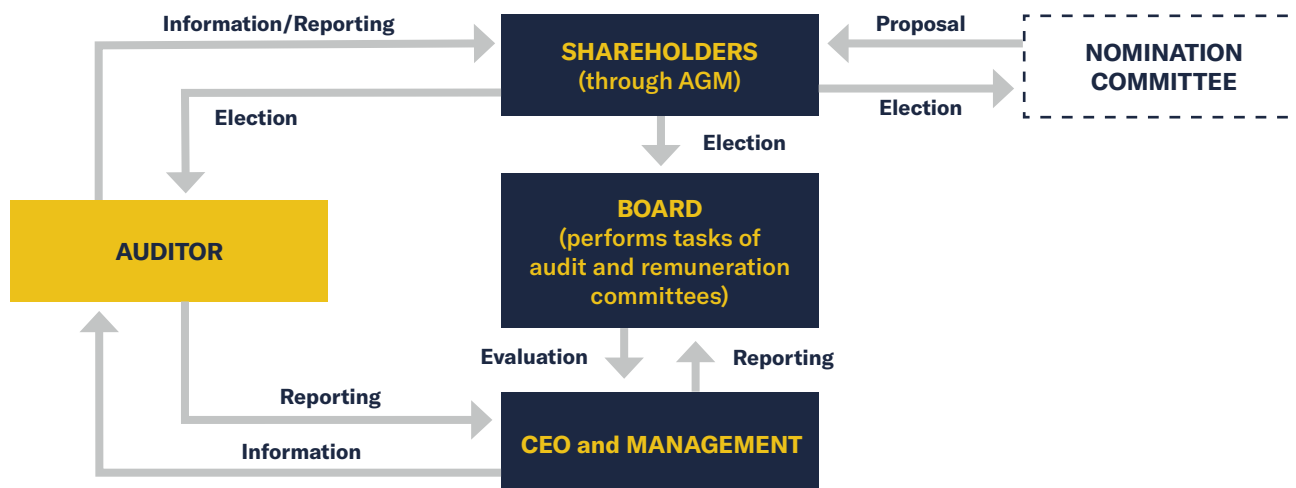 Information/Reporting
SHAREHOLDERS
(through AGM)
Proposal
NOMINATION
COMMITTEE
Election
Election
Election
BOARD
(performs tasks of
audit and remuneration
committees)
AUDITOR
Evaluation
Reporting
Reporting
CEO and MANAGEMENT
Information